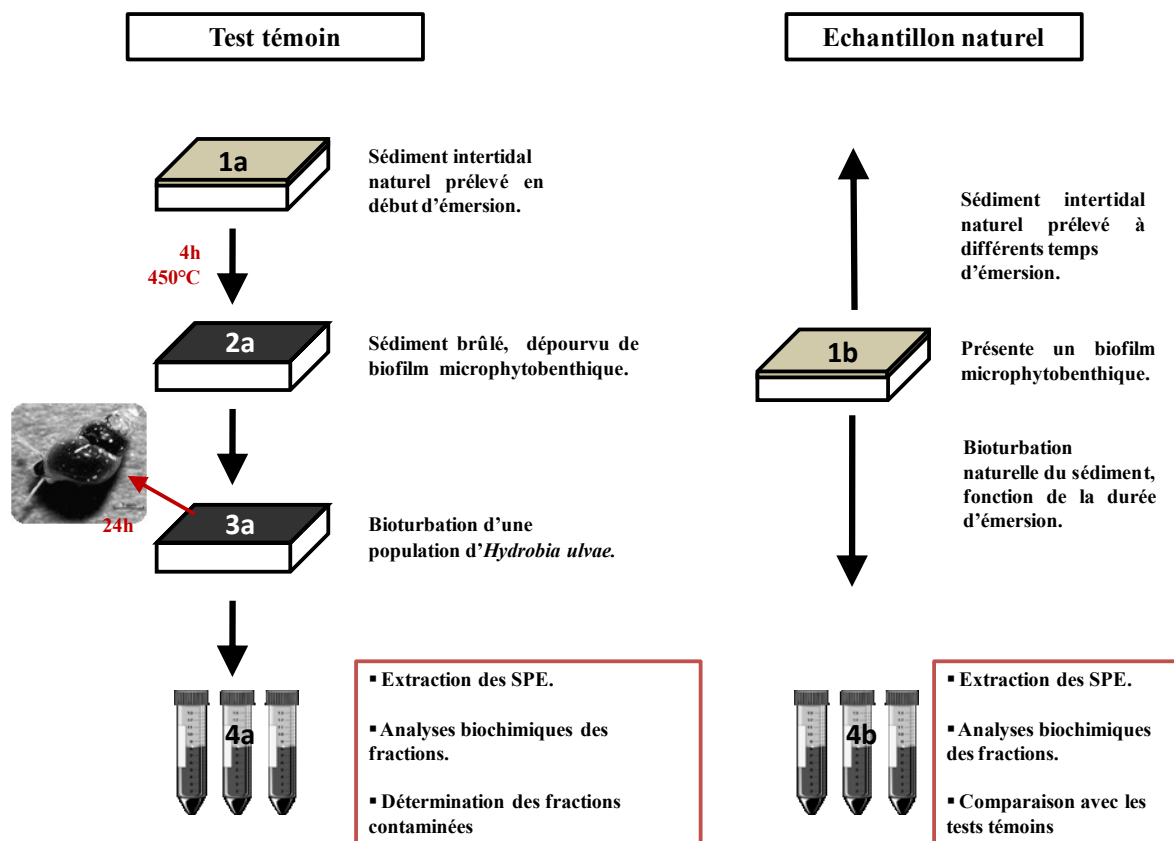 Test témoin
Echantillon naturel
1a
Sédiment intertidal
naturel prélevé en
début d'émersion.
4h
450°C
2a
Sédiment brûlé, dépourvu de
biofilm microphytobenthique.
24h
3a
Bioturbation d'une
population d'Hydrobia ulvae.
4a
▪ Extraction des SPE.
▪ Analyses biochimiques des
fractions.
▪ Détermination des fractions
contaminées
Sédiment intertidal
naturel prélevé à
différents temps
d'émersion.
1b
Présente un biofilm
microphytobenthique.
Bioturbation
naturelle du sédiment,
fonction de la durée
d'émersion.
4b
▪ Extraction des SPE.
▪ Analyses biochimiques
des fractions.
▪ Comparaison avec les
tests témoins